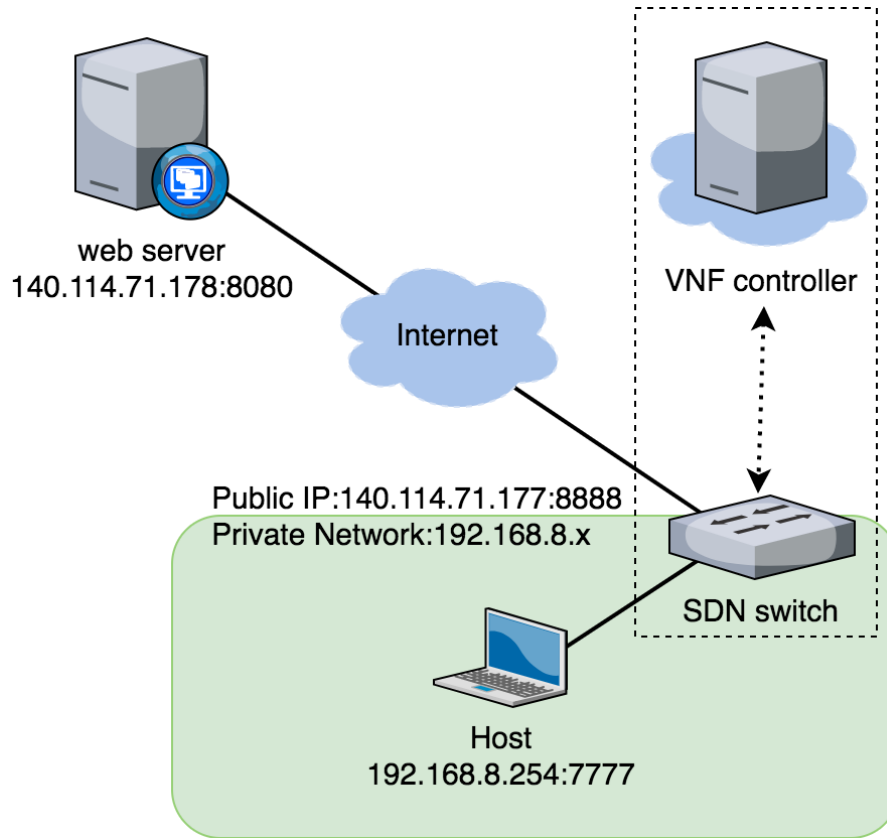 web server
140.114.71.178:8080
VNF controller
Internet
Public IP:140.114.71.177:8888
Private Network:192.168.8.x
SDN switch
Host
192.168.8.254:7777